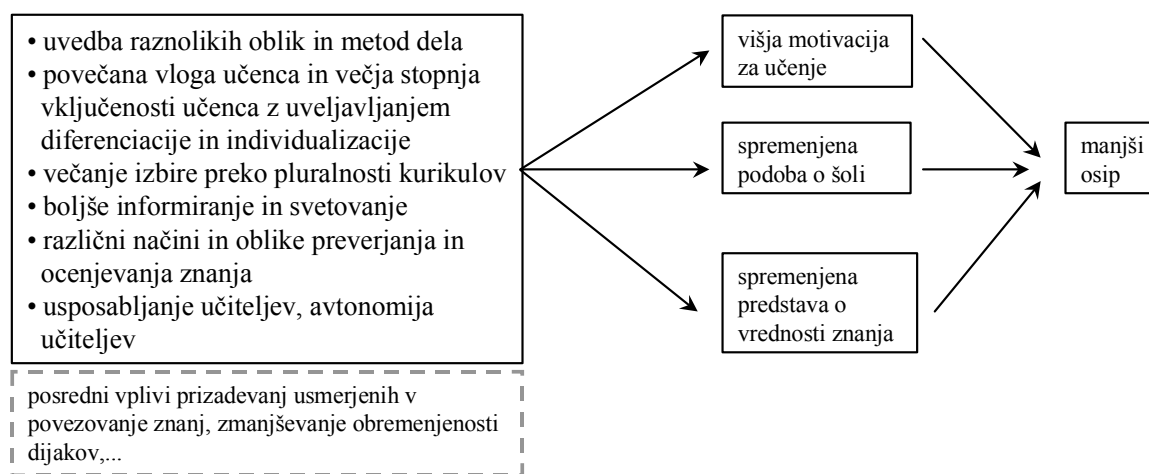 • uvedba raznolikih oblik in metod dela
• povečana vloga učenca in večja stopnja
vključenosti učenca z uveljavljanjem
diferenciacije in individualizacije
• večanje izbire preko pluralnosti kurikulov
• boljše informiranje in svetovanje
• različni načini in oblike preverjanja in
ocenjevanja znanja
• usposabljanje učiteljev, avtonomija
učiteljev
posredni vplivi prizadevanj usmerjenih v
povezovanje znanj, zmanjševanje obremenjenosti
dijakov,...
višja motivacija
za učenje
spremenjena
podoba o šoli
spremenjena
predstava o
vrednosti znanja
manjši
osip